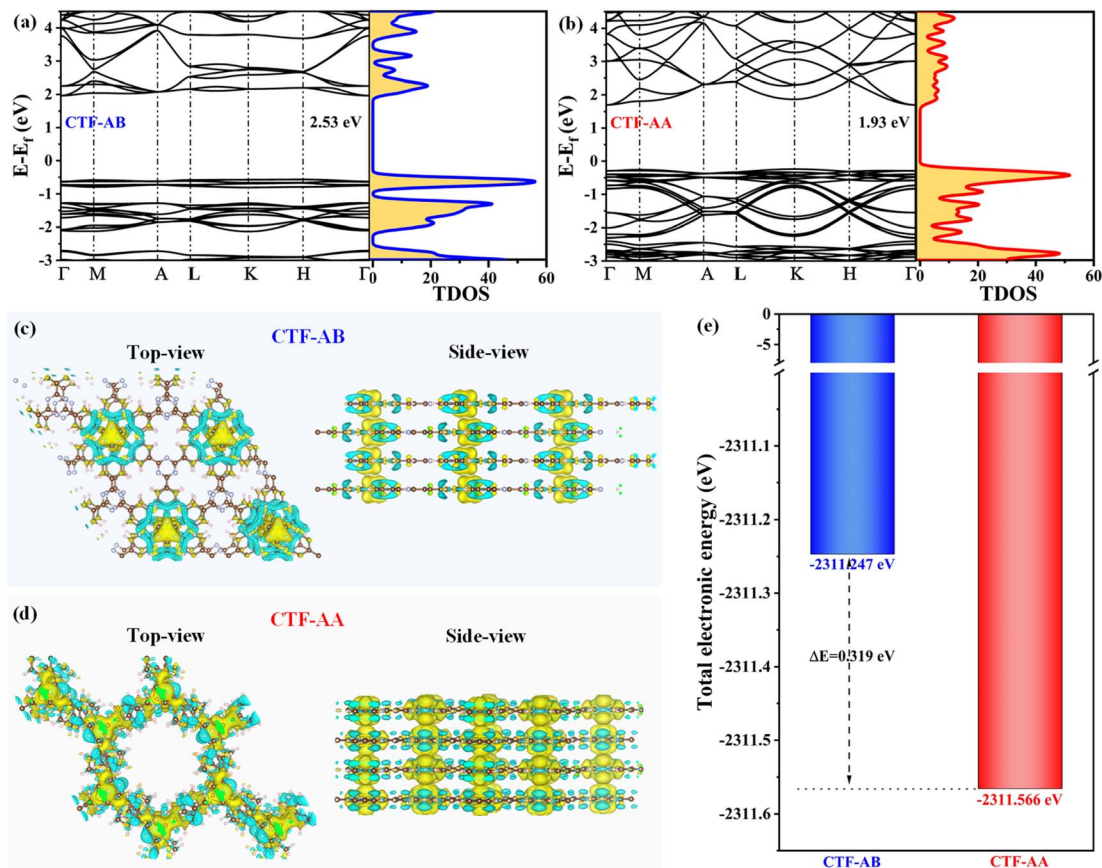 (a)
E-E_f (eV)
4
3
2
1
0
-1
-2
-3
CTF-AB
2.53 eV
Γ M A L K H Γ
0 20 40 60
TDOS
(b)
E-E_f (eV)
4
3
2
1
0
-1
-2
-3
CTF-AA
1.93 eV
Γ M A L K H Γ
0 20 40 60
TDOS
(c)
CTF-AB
Top-view
Side-view
(d)
CTF-AA
Top-view
Side-view
(e)
Total electronic energy (eV)
0
-5
-2311.1
-2311.2
-2311.3
-2311.4
-2311.5
-2311.6
-2311.247 eV
ΔE=0.319 eV
-2311.566 eV
CTF-AB
CTF-AA